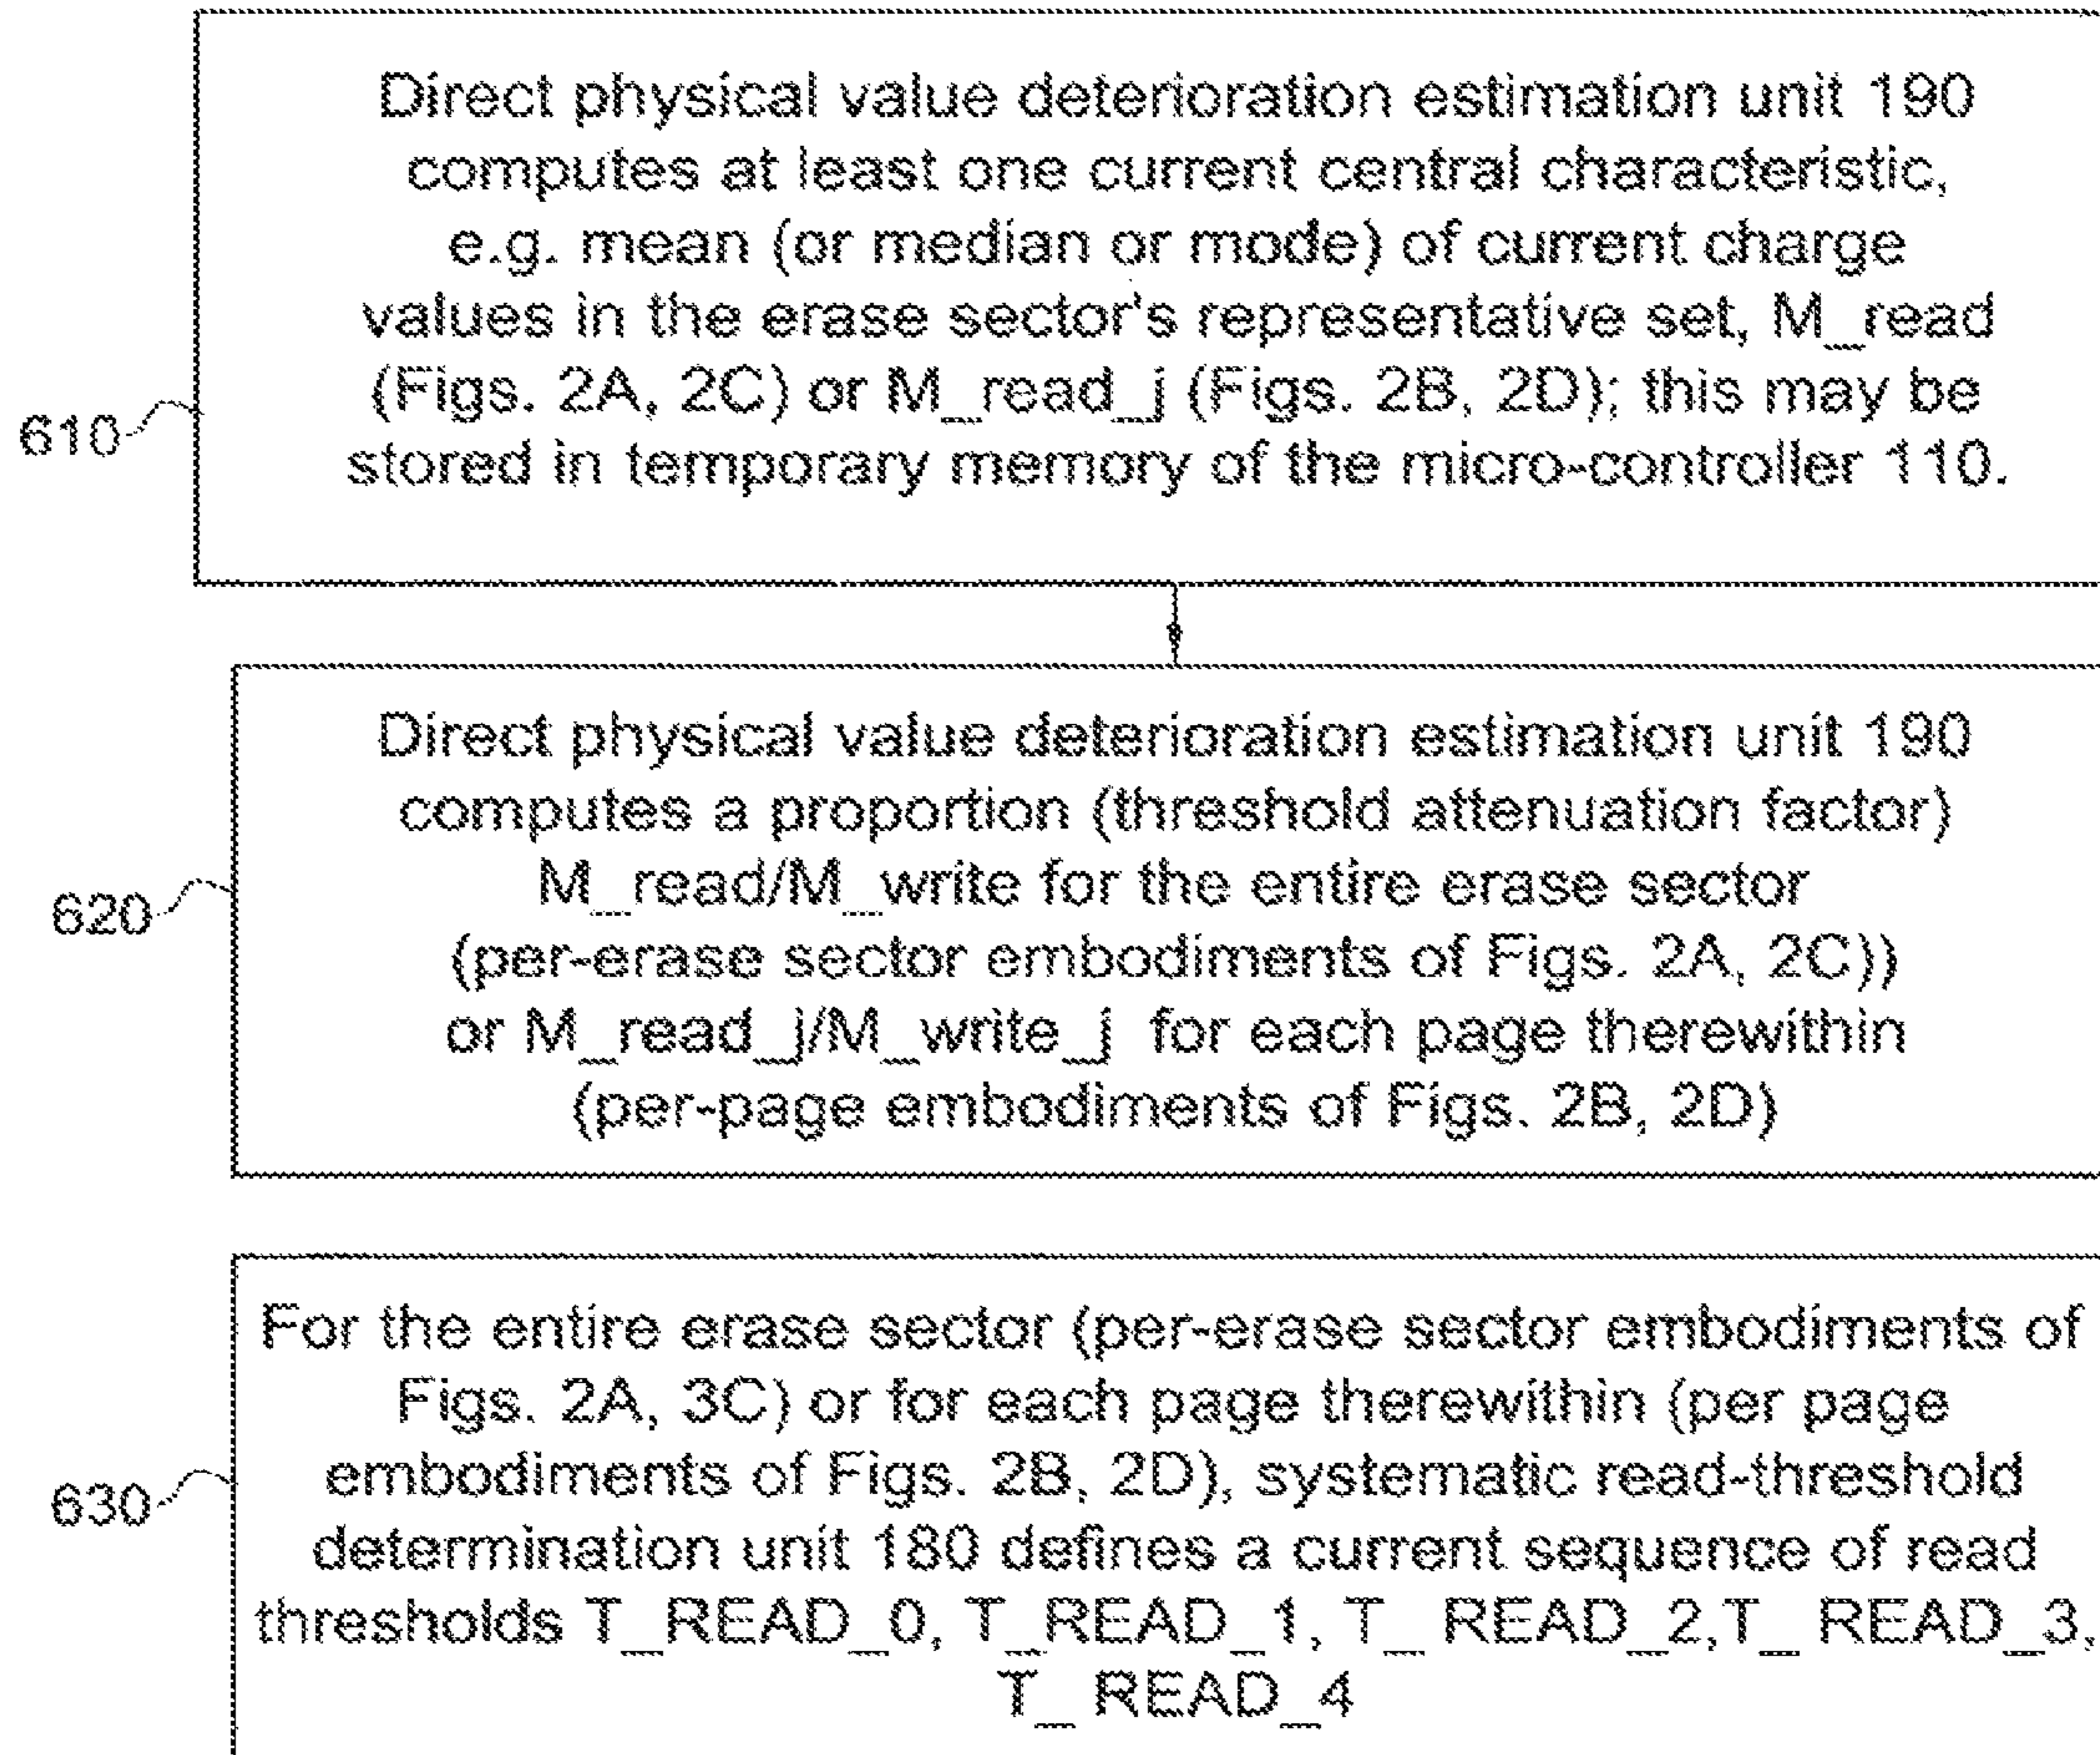 Direct physical value deterioration estimation unit 190
computes at least one current central characteristic,
e.g. mean (or median or mode) of current charge
values in the erase sector's representative set, M_read
(Figs. 2A, 2C) or M_read_j (Figs. 2B, 2D); this may be
stored in temporary memory of the micro-controller 110.
610
Direct physical value deterioration estimation unit 190
computes a proportion (threshold attenuation factor)
M_read/M_write for the entire erase sector
(per-erase sector embodiments of Figs. 2A, 2C))
or M_read_j/M_write_j for each page therewithin
(per-page embodiments of Figs. 2B, 2D)
620
For the entire erase sector (per-erase sector embodiments of
Figs. 2A, 3C) or for each page therewithin (per page
embodiments of Figs. 2B, 2D), systematic read-threshold
determination unit 180 defines a current sequence of read
thresholds T_READ_0, T_READ_1, T_ READ_2,T_ READ_3,
T_ READ_4
630